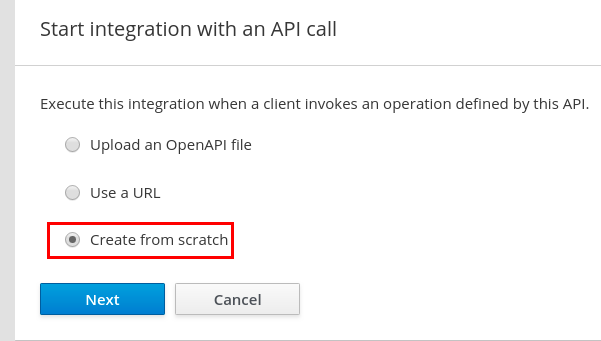 Start integration with an API call
Execute this integration when a client invokes an operation defined by this API.
Upload an OpenAPI file
Use a URL
Create from scratch
Next Cancel